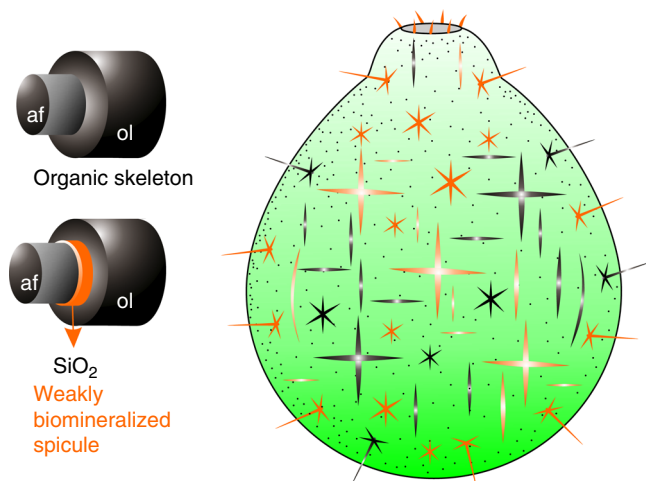 af
ol
Organic skeleton
af
ol
SiO₂
Weakly
biomineralized
spicule